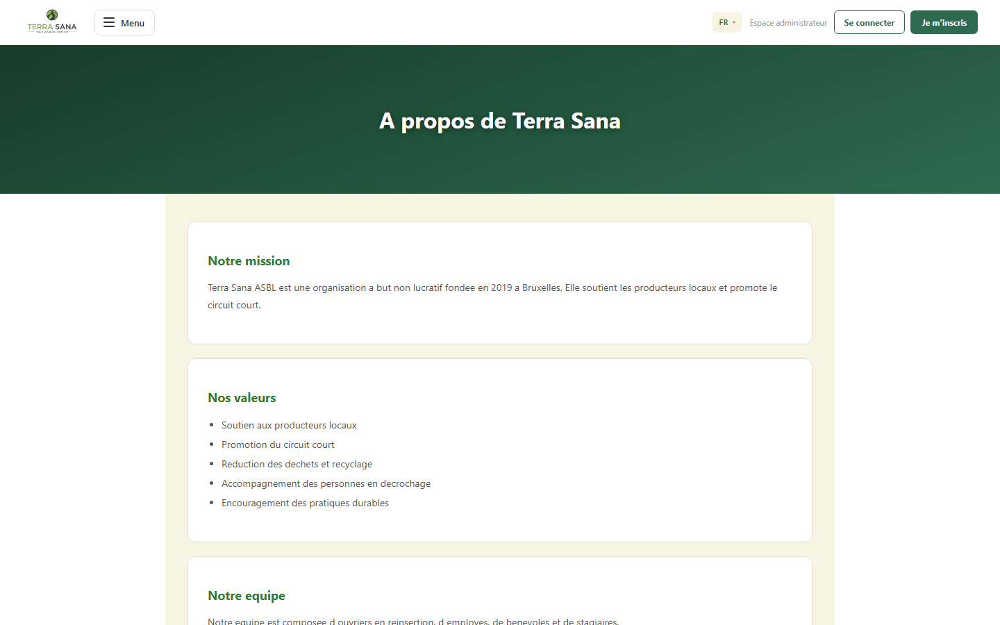 TERRA SANA
Menu
FR
Espace administrateur
Se connecter
Je m'inscris
A propos de Terra Sana
Notre mission
Terra Sana ASBL est une organisation a but non lucratif fondee en 2019 a Bruxelles. Elle soutient les producteurs locaux et promote le
circuit court.
Nos valeurs
• Soutien aux producteurs locaux
• Promotion du circuit court
• Reduction des dechets et recyclage
• Accompagnement des personnes en decrochage
• Encouragement des pratiques durables
Notre equipe
Notre equipe est composee d ouvriers en reinsertion, d employes, de benevoles et de stagiaires.